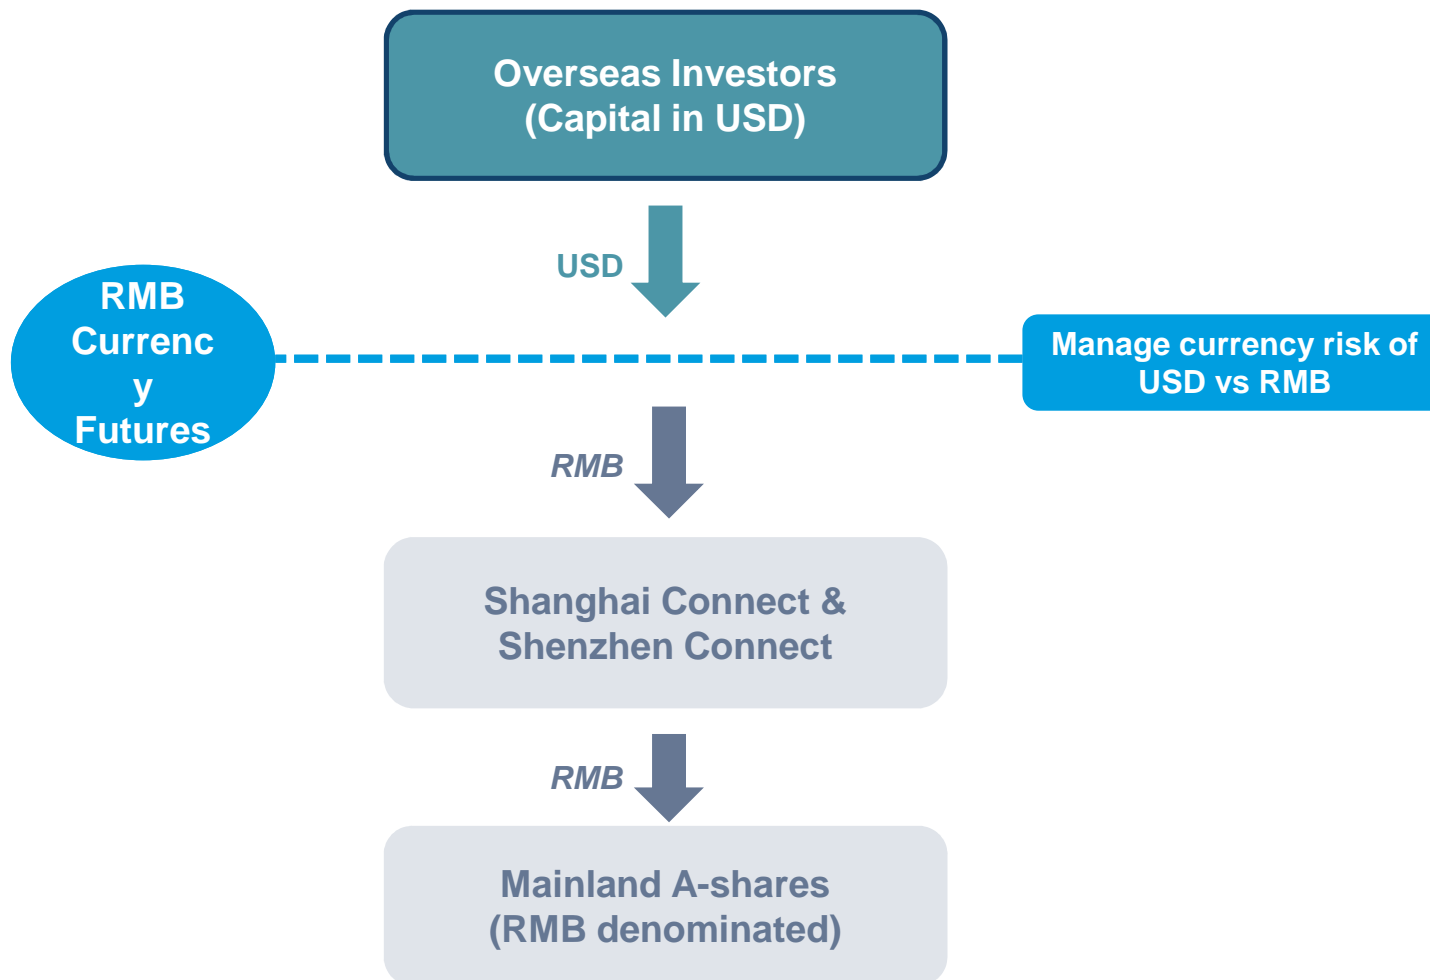 Overseas Investors
(Capital in USD)
USD
RMB
Currenc
y
Futures
Manage currency risk of
USD vs RMB
RMB
Shanghai Connect &
Shenzhen Connect
RMB
Mainland A-shares
(RMB denominated)